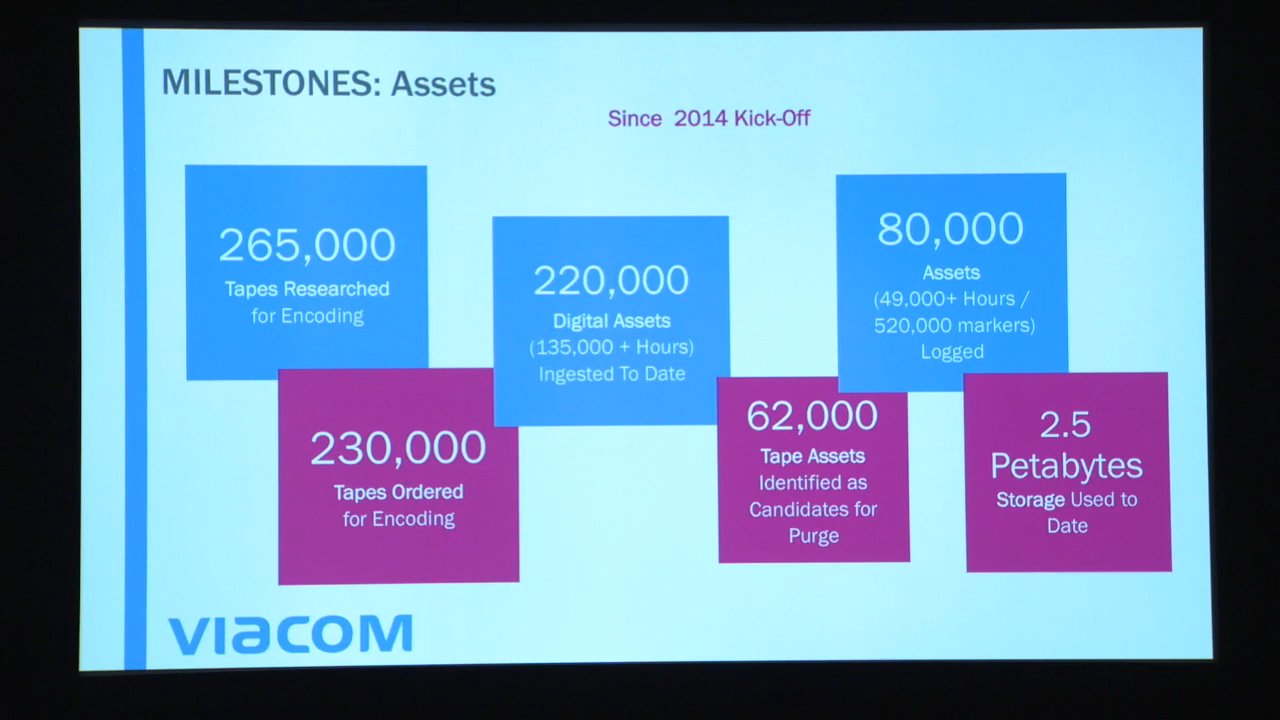 MILESTONES: Assets
Since 2014 Kick-Off
265,000
Tapes Researched
for Encoding
230,000
Tapes Ordered
for Encoding
220,000
Digital Assets
(135,000 + Hours)
Ingested To Date
62,000
Tape Assets
Identified as
Candidates for
Purge
80,000
Assets
(49,000+ Hours /
520,000 markers)
Logged
2.5
Petabytes
Storage Used to
Date
VIACOM